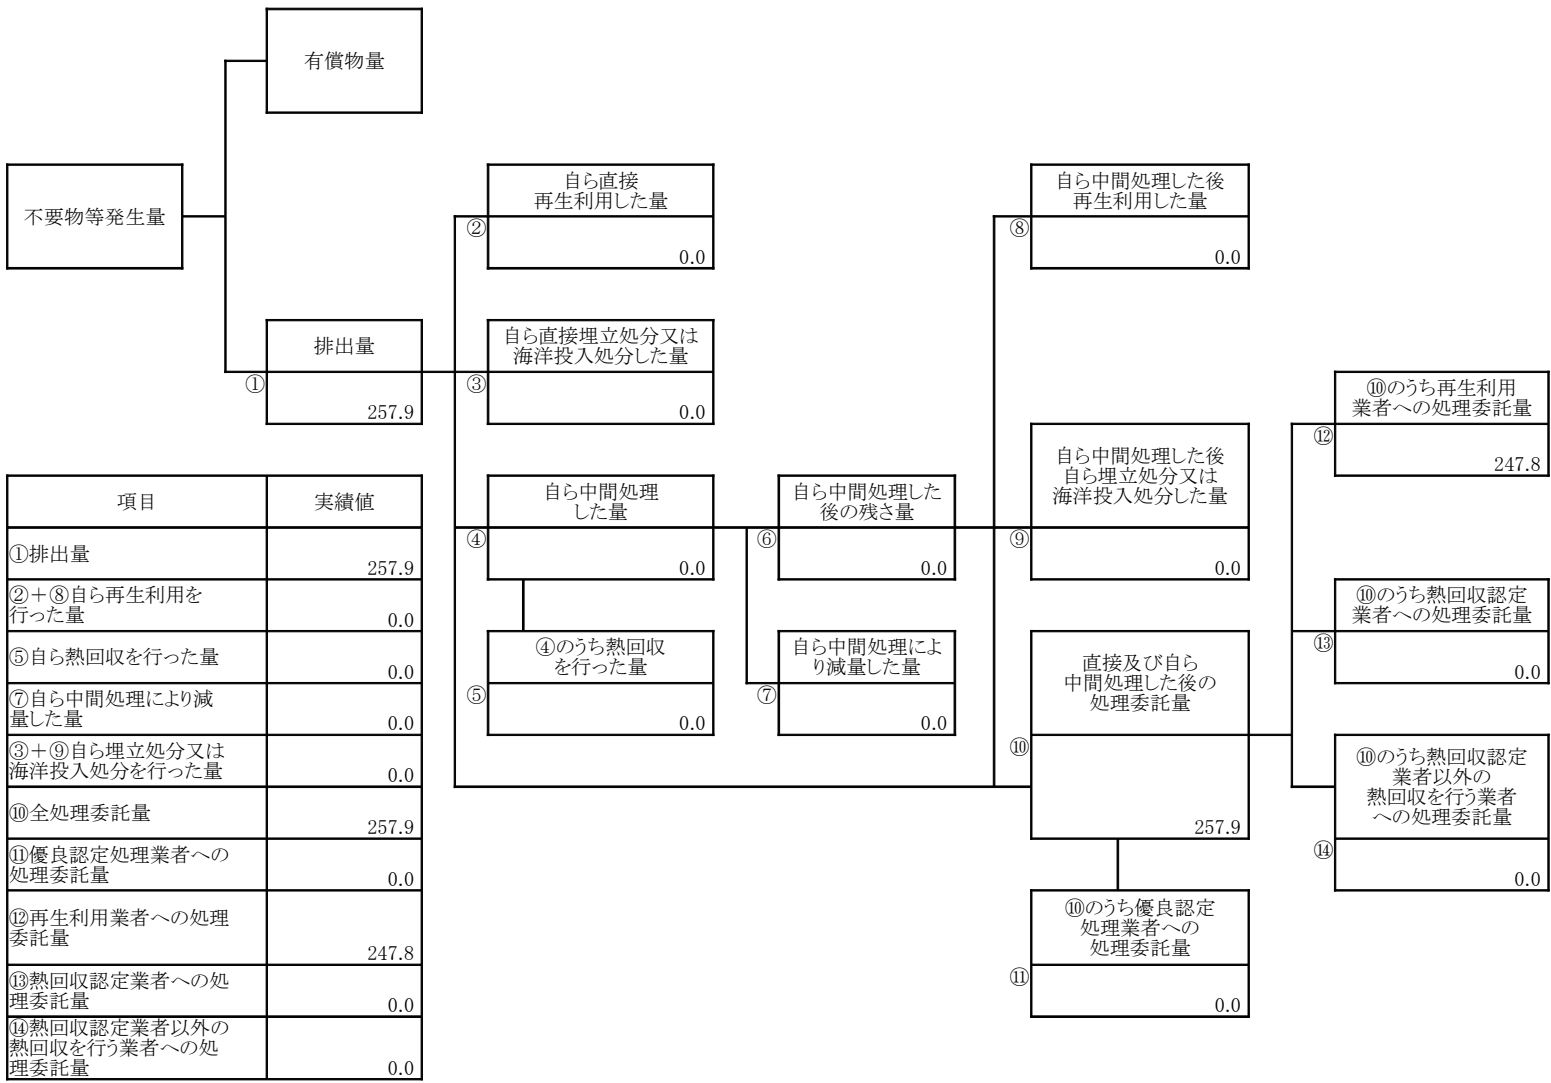 有償物量
不要物等発生量
自ら直接
再生利用した量
②
0.0
自ら中間処理した後
再生利用した量
⑧
0.0
排出量
①
257.9
自ら直接埋立処分又は
海洋投入処分した量
③
0.0
⑩のうち再生利用
業者への処理委託量
⑫
247.8
自ら中間処理
した量
④
0.0
自ら中間処理した
後の残さ量
⑥
0.0
自ら中間処理した後
自ら埋立処分又は
海洋投入処分した量
⑨
0.0
⑩のうち熱回収認定
業者への処理委託量
⑬
0.0
④のうち熱回収
を行った量
⑤
0.0
自ら中間処理によ
り減量した量
⑦
0.0
直接及び自ら
中間処理した後の
処理委託量
⑩
257.9
⑩のうち熱回収認定
業者以外の
熱回収を行う業者
への処理委託量
⑭
0.0
⑩のうち優良認定
処理業者への
処理委託量
⑪
0.0
項目 実績値
①排出量
257.9
②＋⑧自ら再生利用を
行った量
0.0
⑤自ら熱回収を行った量
0.0
⑦自ら中間処理により減
量した量
0.0
③＋⑨自ら埋立処分又は
海洋投入処分を行った量
0.0
⑩全処理委託量
257.9
⑪優良認定処理業者への
処理委託量
0.0
⑫再生利用業者への処理
委託量
247.8
⑬熱回収認定業者への処
理委託量
0.0
⑭熱回収認定業者以外の
熱回収を行う業者への処
理委託量
0.0